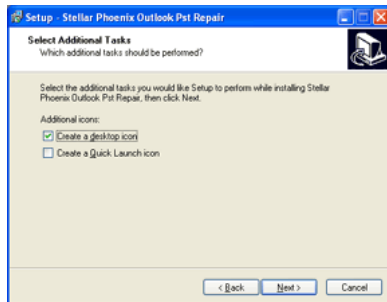 Setup - Stellar Phoenix Outlook Pst Repair
Select Additional Tasks
Which additional tasks should be performed?
Select the additional tasks you would like Setup to perform while installing Stellar
Phoenix Outlook Pst Repair, then click Next.
Additional icons:
Create a desktop icon
Create a Quick Launch icon
< Back Next > Cancel